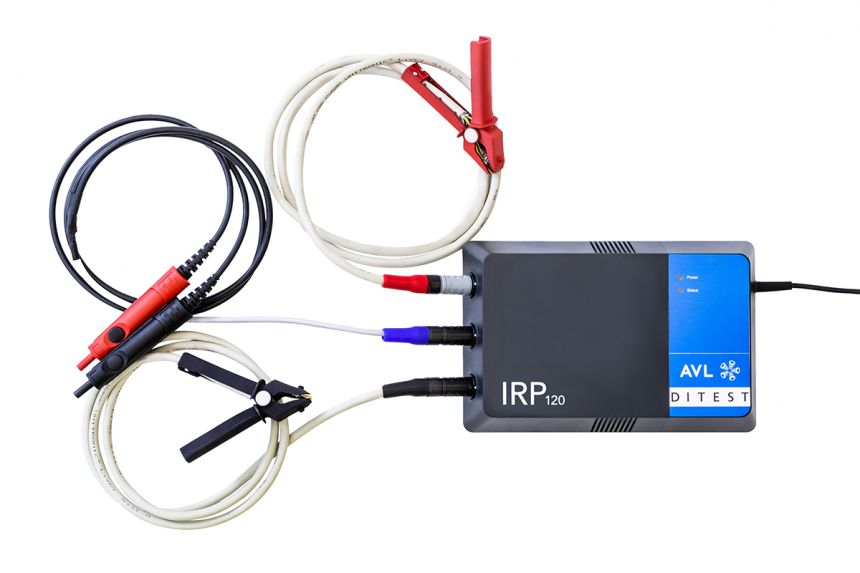 Power
Status
AVL
DITEST
IRP120